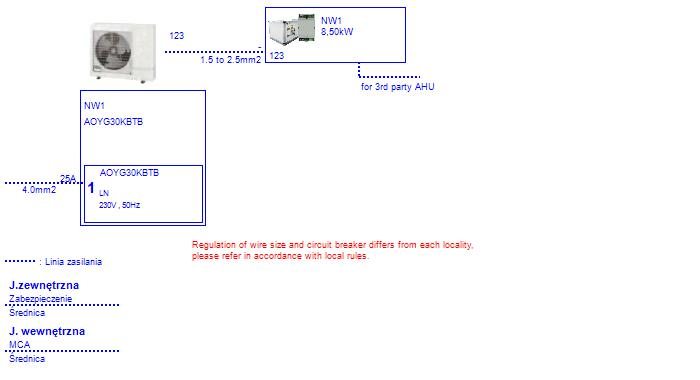 123
NW1
8,50kW
-
1.5 to 2.5mm2
123
for 3rd party AHU
NW1
AOYG30KBTB
25A
4.0mm2
1
AOYG30KBTB
LN
230V , 50Hz
Regulation of wire size and circuit breaker differs from each locality,
please refer in accordance with local rules.
: Linia zasilania
J.zewnętrzna
Zabezpieczenie
Średnica
J. wewnętrzna
MCA
Średnica